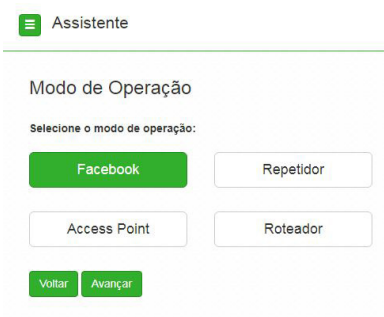 Assistente
Modo de Operação
Selecione o modo de operação:
Facebook
Repetidor
Access Point
Roteador
Voltar
Avançar